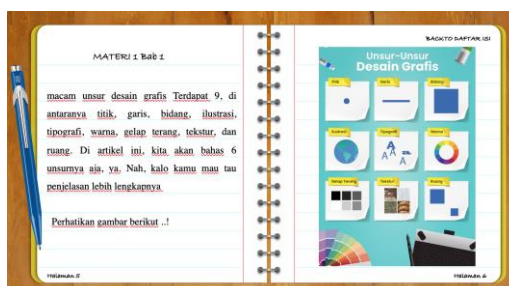 MATERI 1 Bab 1
macam unsur desain grafis Terdapat 9, di
antaranya titik, garis, bidang, ilustrasi,
tipografi, warna, gelap terang, tekstur, dan
ruang. Di artikel ini, kita akan bahas 6
unsurnya aja, ya. Nah, kalo kamu mau tau
penjelasan lebih lengkapnya
Perhatikan gambar berikut ..!
Halaman 5
BACKTO DAFTAR ISI
Unsur-Unsur
Desain Grafis
Titik
Garis
Bidang
Ilustrasi
Tipografi
Warna
Gelap Terang
Tekstur
Ruang
Halaman 6